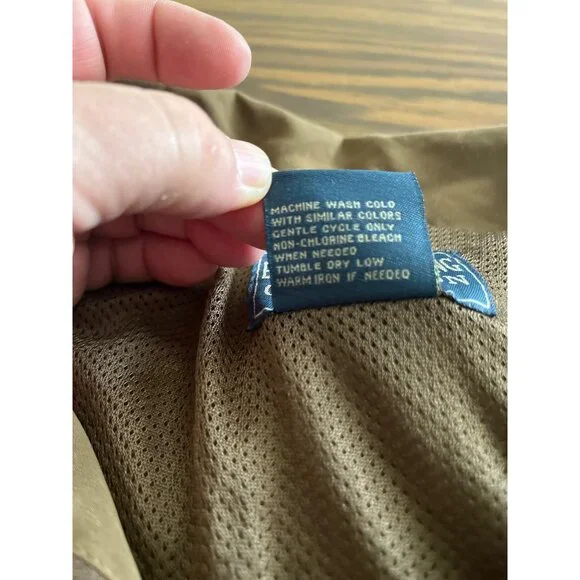 MACHINE WASH COLD
WITH SIMILAR COLORS
GENTLE CYCLE ONLY
NON-CHLORINE BLEACH
WHEN NEEDED
TUMBLE DRY LOW
WARM IRON IF NEEDED